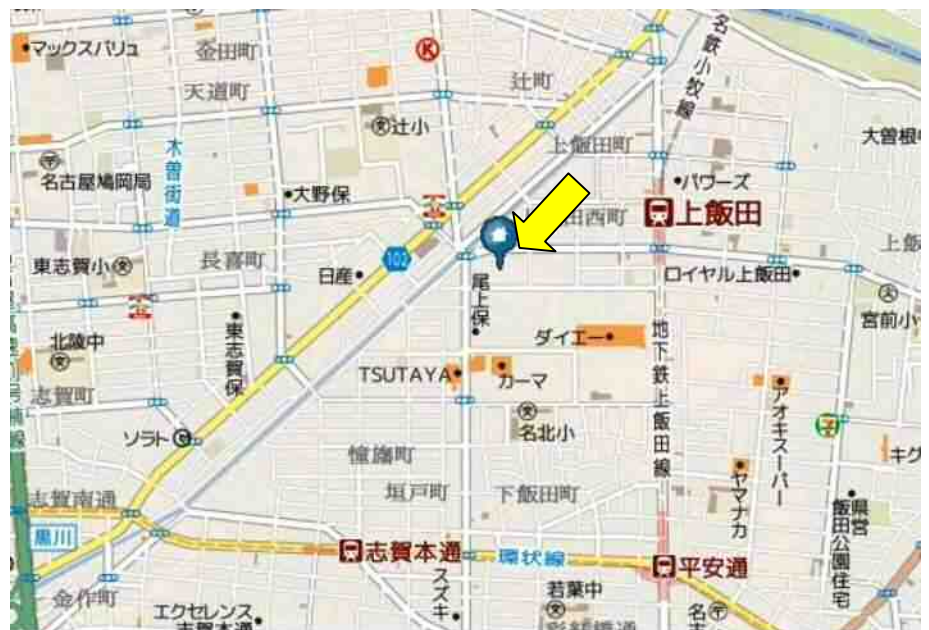 マックスバリュ
金田町
天道町
辻町
名鉄小牧線
辻小
上飯田町
大曽根
木曽街道
名古屋鳩岡局
大野保
パワーズ
上飯田
田西町
上飯
東志賀小
長喜町
日産
102
尾上保
ロイヤル上飯田
宮前小
北陵中
東志賀保
ダイエー
地下鉄上飯田線
志賀町
TSUTAYA
カーマ
アオキスーパー
ソラト
名北小
キグ
垣戸町
下飯田町
ヤマナカ
県営飯田公園住宅
志賀南通
黒川
志賀本通
環状線
平安通
金作町
スズキ
若葉中
エクセレンス
志賀本通
名古